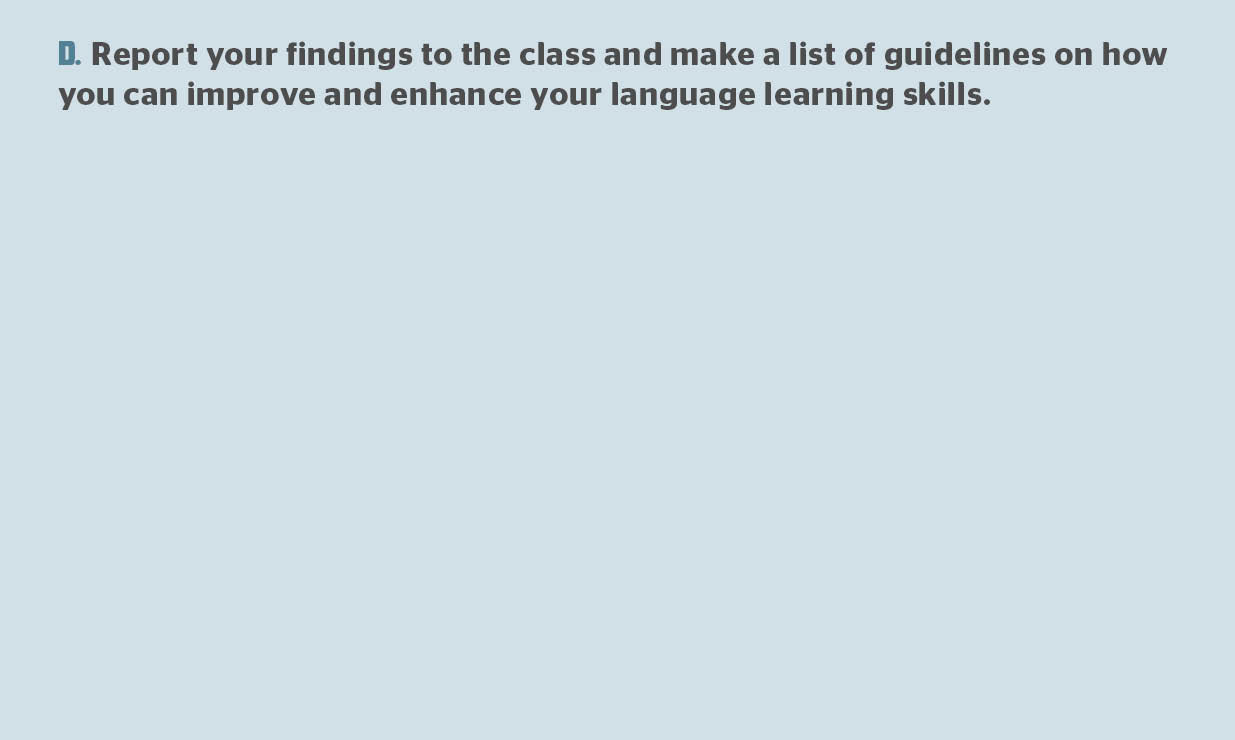 D. Report your findings to the class and make a list of guidelines on how
you can improve and enhance your language learning skills.